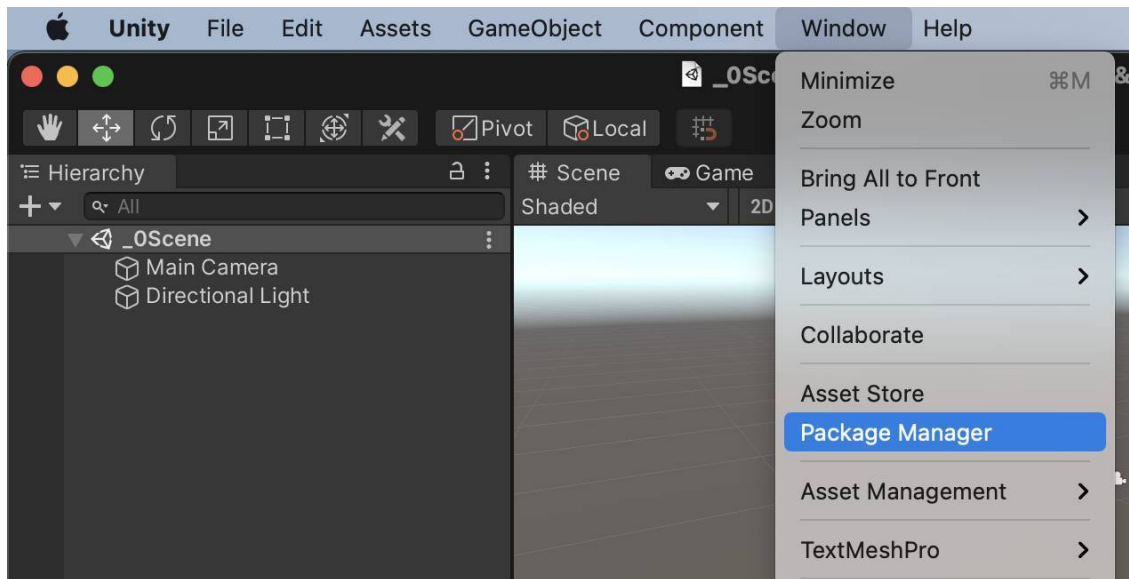 Unity File Edit Assets GameObject Component Window Help
_0Sce
Minimize ⌘M
&
Zoom
Pivot Local
Hierarchy
# Scene Game
Bring All to Front
All
Shaded 2D
Panels
_0Scene
Main Camera
Layouts
Directional Light
Collaborate
Asset Store
Package Manager
Asset Management
TextMeshPro